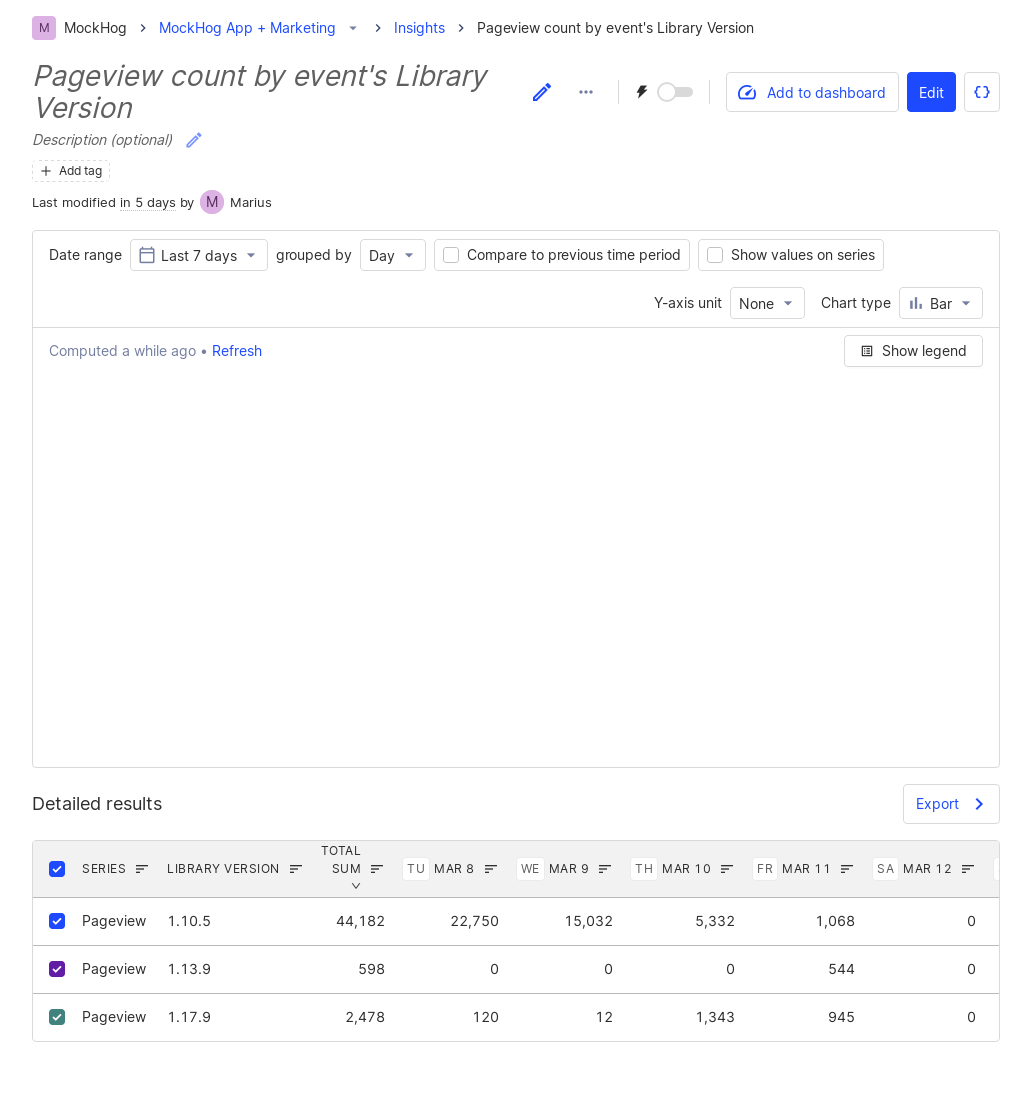 M MockHog > MockHog App + Marketing > Insights > Pageview count by event's Library Version
Pageview count by event's Library
Version
Add to dashboard
Edit
Description (optional)
Add tag
Last modified in 5 days by M Marius
Date range Last 7 days grouped by Day Compare to previous time period Show values on series
Y-axis unit None Chart type Bar
Computed a while ago • Refresh Show legend
Detailed results Export
SERIES LIBRARY VERSION TOTAL SUM TU MAR 8 WE MAR 9 TH MAR 10 FR MAR 11 SA MAR 12
Pageview 1.10.5 44,182 22,750 15,032 5,332 1,068 0
Pageview 1.13.9 598 0 0 0 544 0
Pageview 1.17.9 2,478 120 12 1,343 945 0